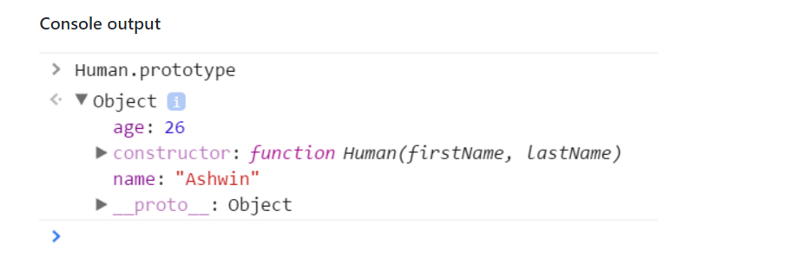 Console output
> Human.prototype
<· ▼Object i
age: 26
▶constructor: function Human(firstName, lastName)
name: "Ashwin"
▶__proto__: Object
>